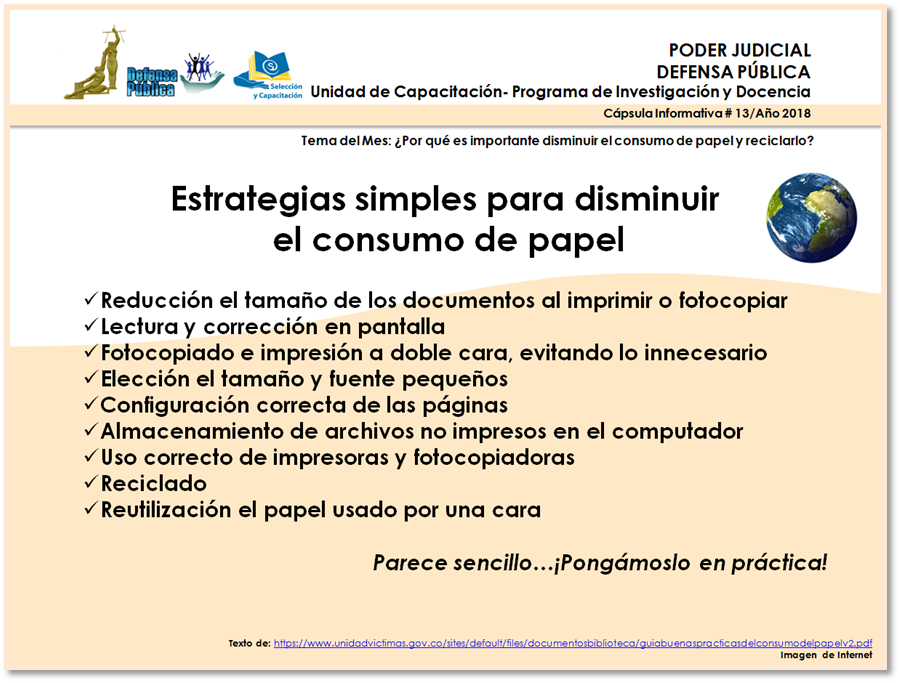 Defensa
Pública
Selección
y Capacitación
PODER JUDICIAL
DEFENSA PÚBLICA
Unidad de Capacitación- Programa de Investigación y Docencia
Cápsula Informativa # 13/Año 2018
Tema del Mes: ¿Por qué es importante disminuir el consumo de papel y reciclarlo?
Estrategias simples para disminuir
el consumo de papel
✓Reducción el tamaño de los documentos al imprimir o fotocopiar
✓Lectura y corrección en pantalla
✓Fotocopiado e impresión a doble cara, evitando lo innecesario
✓Elección el tamaño y fuente pequeños
✓Configuración correcta de las páginas
✓Almacenamiento de archivos no impresos en el computador
✓Uso correcto de impresoras y fotocopiadoras
✓Reciclado
✓Reutilización el papel usado por una cara
Parece sencillo…¡Pongámoslo en práctica!
Texto de: https://www.unidadvictimas.gov.co/sites/default/files/documentosbiblioteca/guiabuenaspracticasdelconsumodelpapelv2.pdf
Imagen de Internet